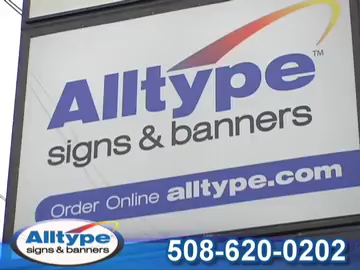 Alltype™
signs & banners
Order Online alltype.com
Alltype
signs & banners
508-620-0202